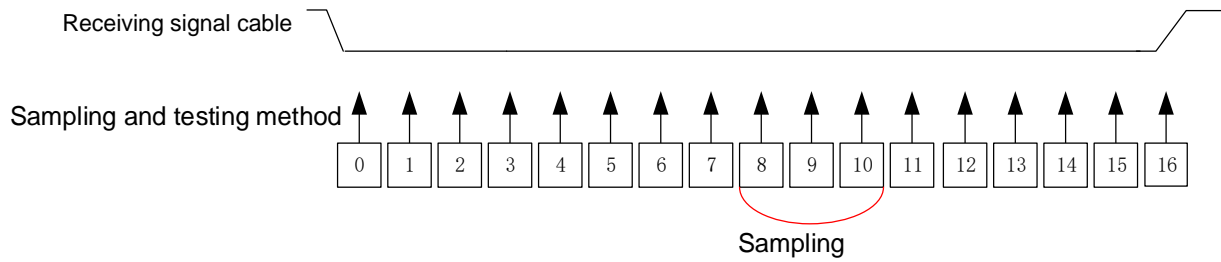 Receiving signal cable
Sampling and testing method
0 1 2 3 4 5 6 7 8 9 10 11 12 13 14 15 16
Sampling